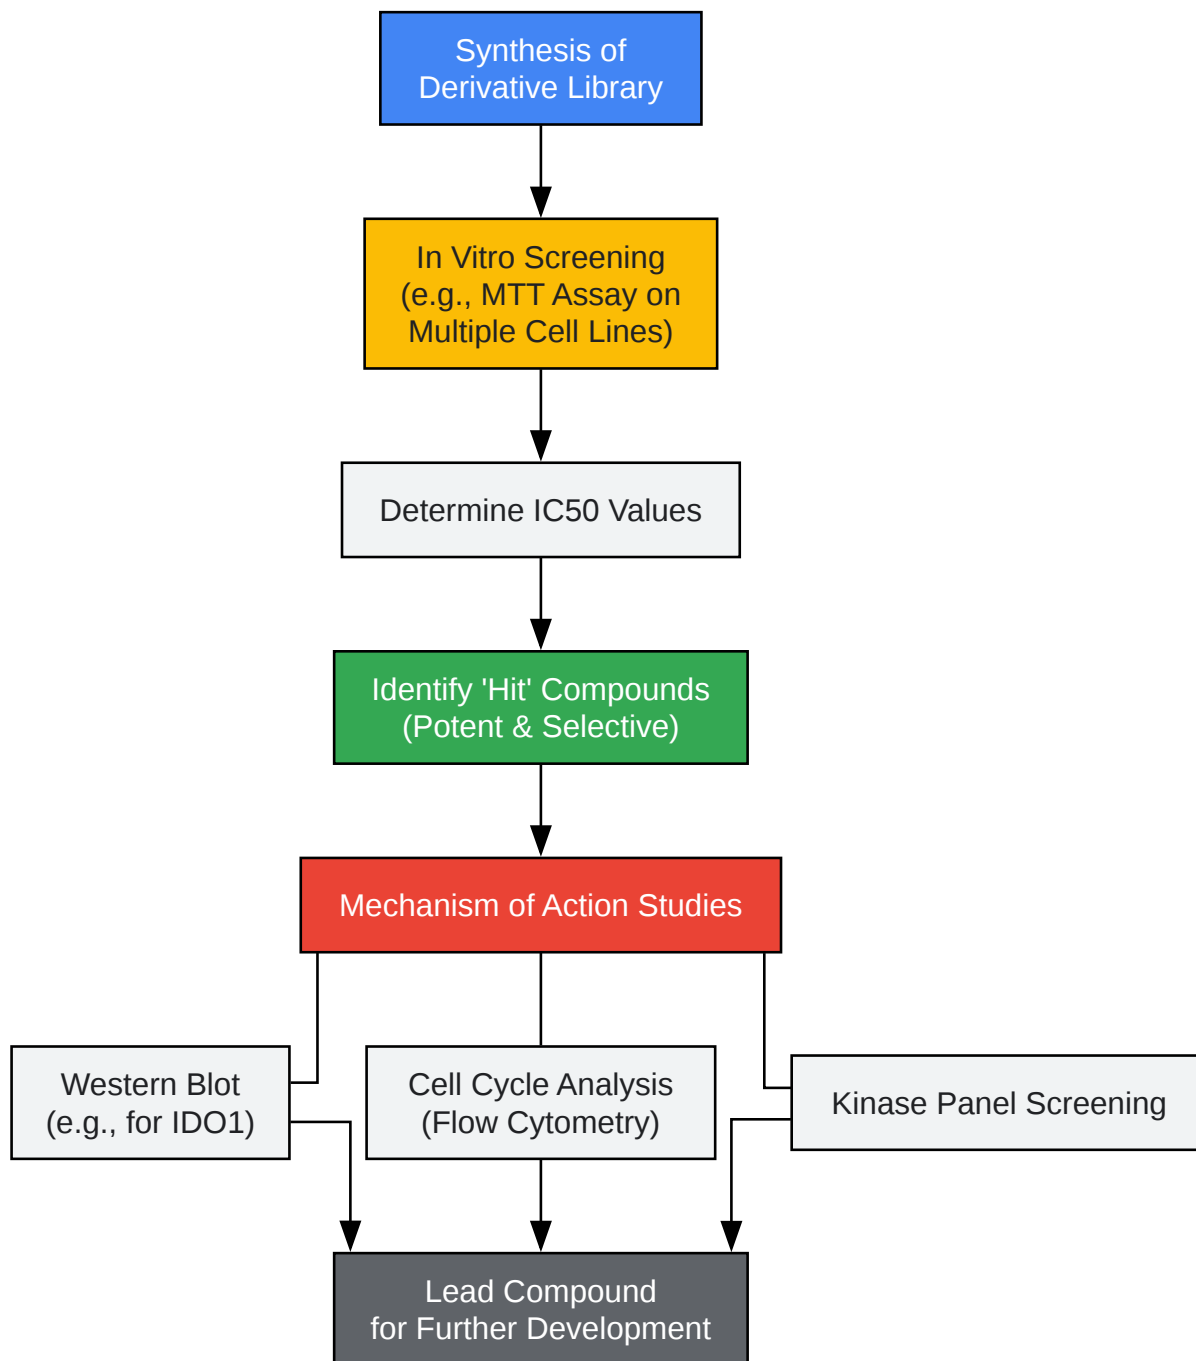 Synthesis of
Derivative Library
In Vitro Screening
(e.g., MTT Assay on
Multiple Cell Lines)
Determine IC50 Values
Identify 'Hit' Compounds
(Potent & Selective)
Mechanism of Action Studies
Western Blot
(e.g., for IDO1)
Cell Cycle Analysis
(Flow Cytometry)
Kinase Panel Screening
Lead Compound
for Further Development